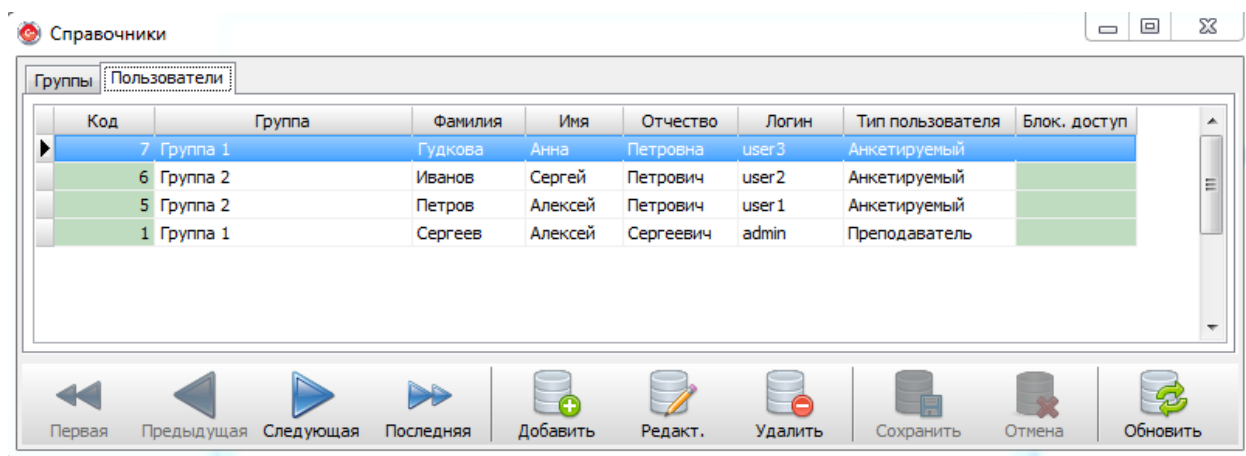 Справочники
Группы Пользователи
Код Группа Фамилия Имя Отчество Логин Тип пользователя Блок. доступ
7 Группа 1 Гудкова Анна Петровна user3 Анкетируемый
6 Группа 2 Иванов Сергей Петрович user2 Анкетируемый
5 Группа 2 Петров Алексей Петрович user1 Анкетируемый
1 Группа 1 Сергеев Алексей Сергеевич admin Преподаватель
Первая Предыдущая Следующая Последняя Добавить Редакт. Удалить Сохранить Отмена Обновить